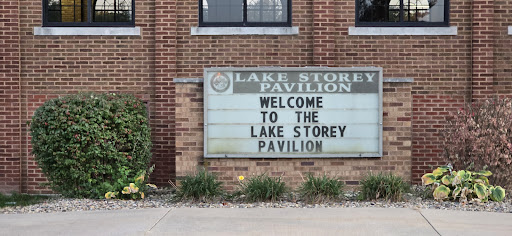 LAKE STOREY
PAVILION
WELCOME
TO THE
LAKE STOREY
PAVILION